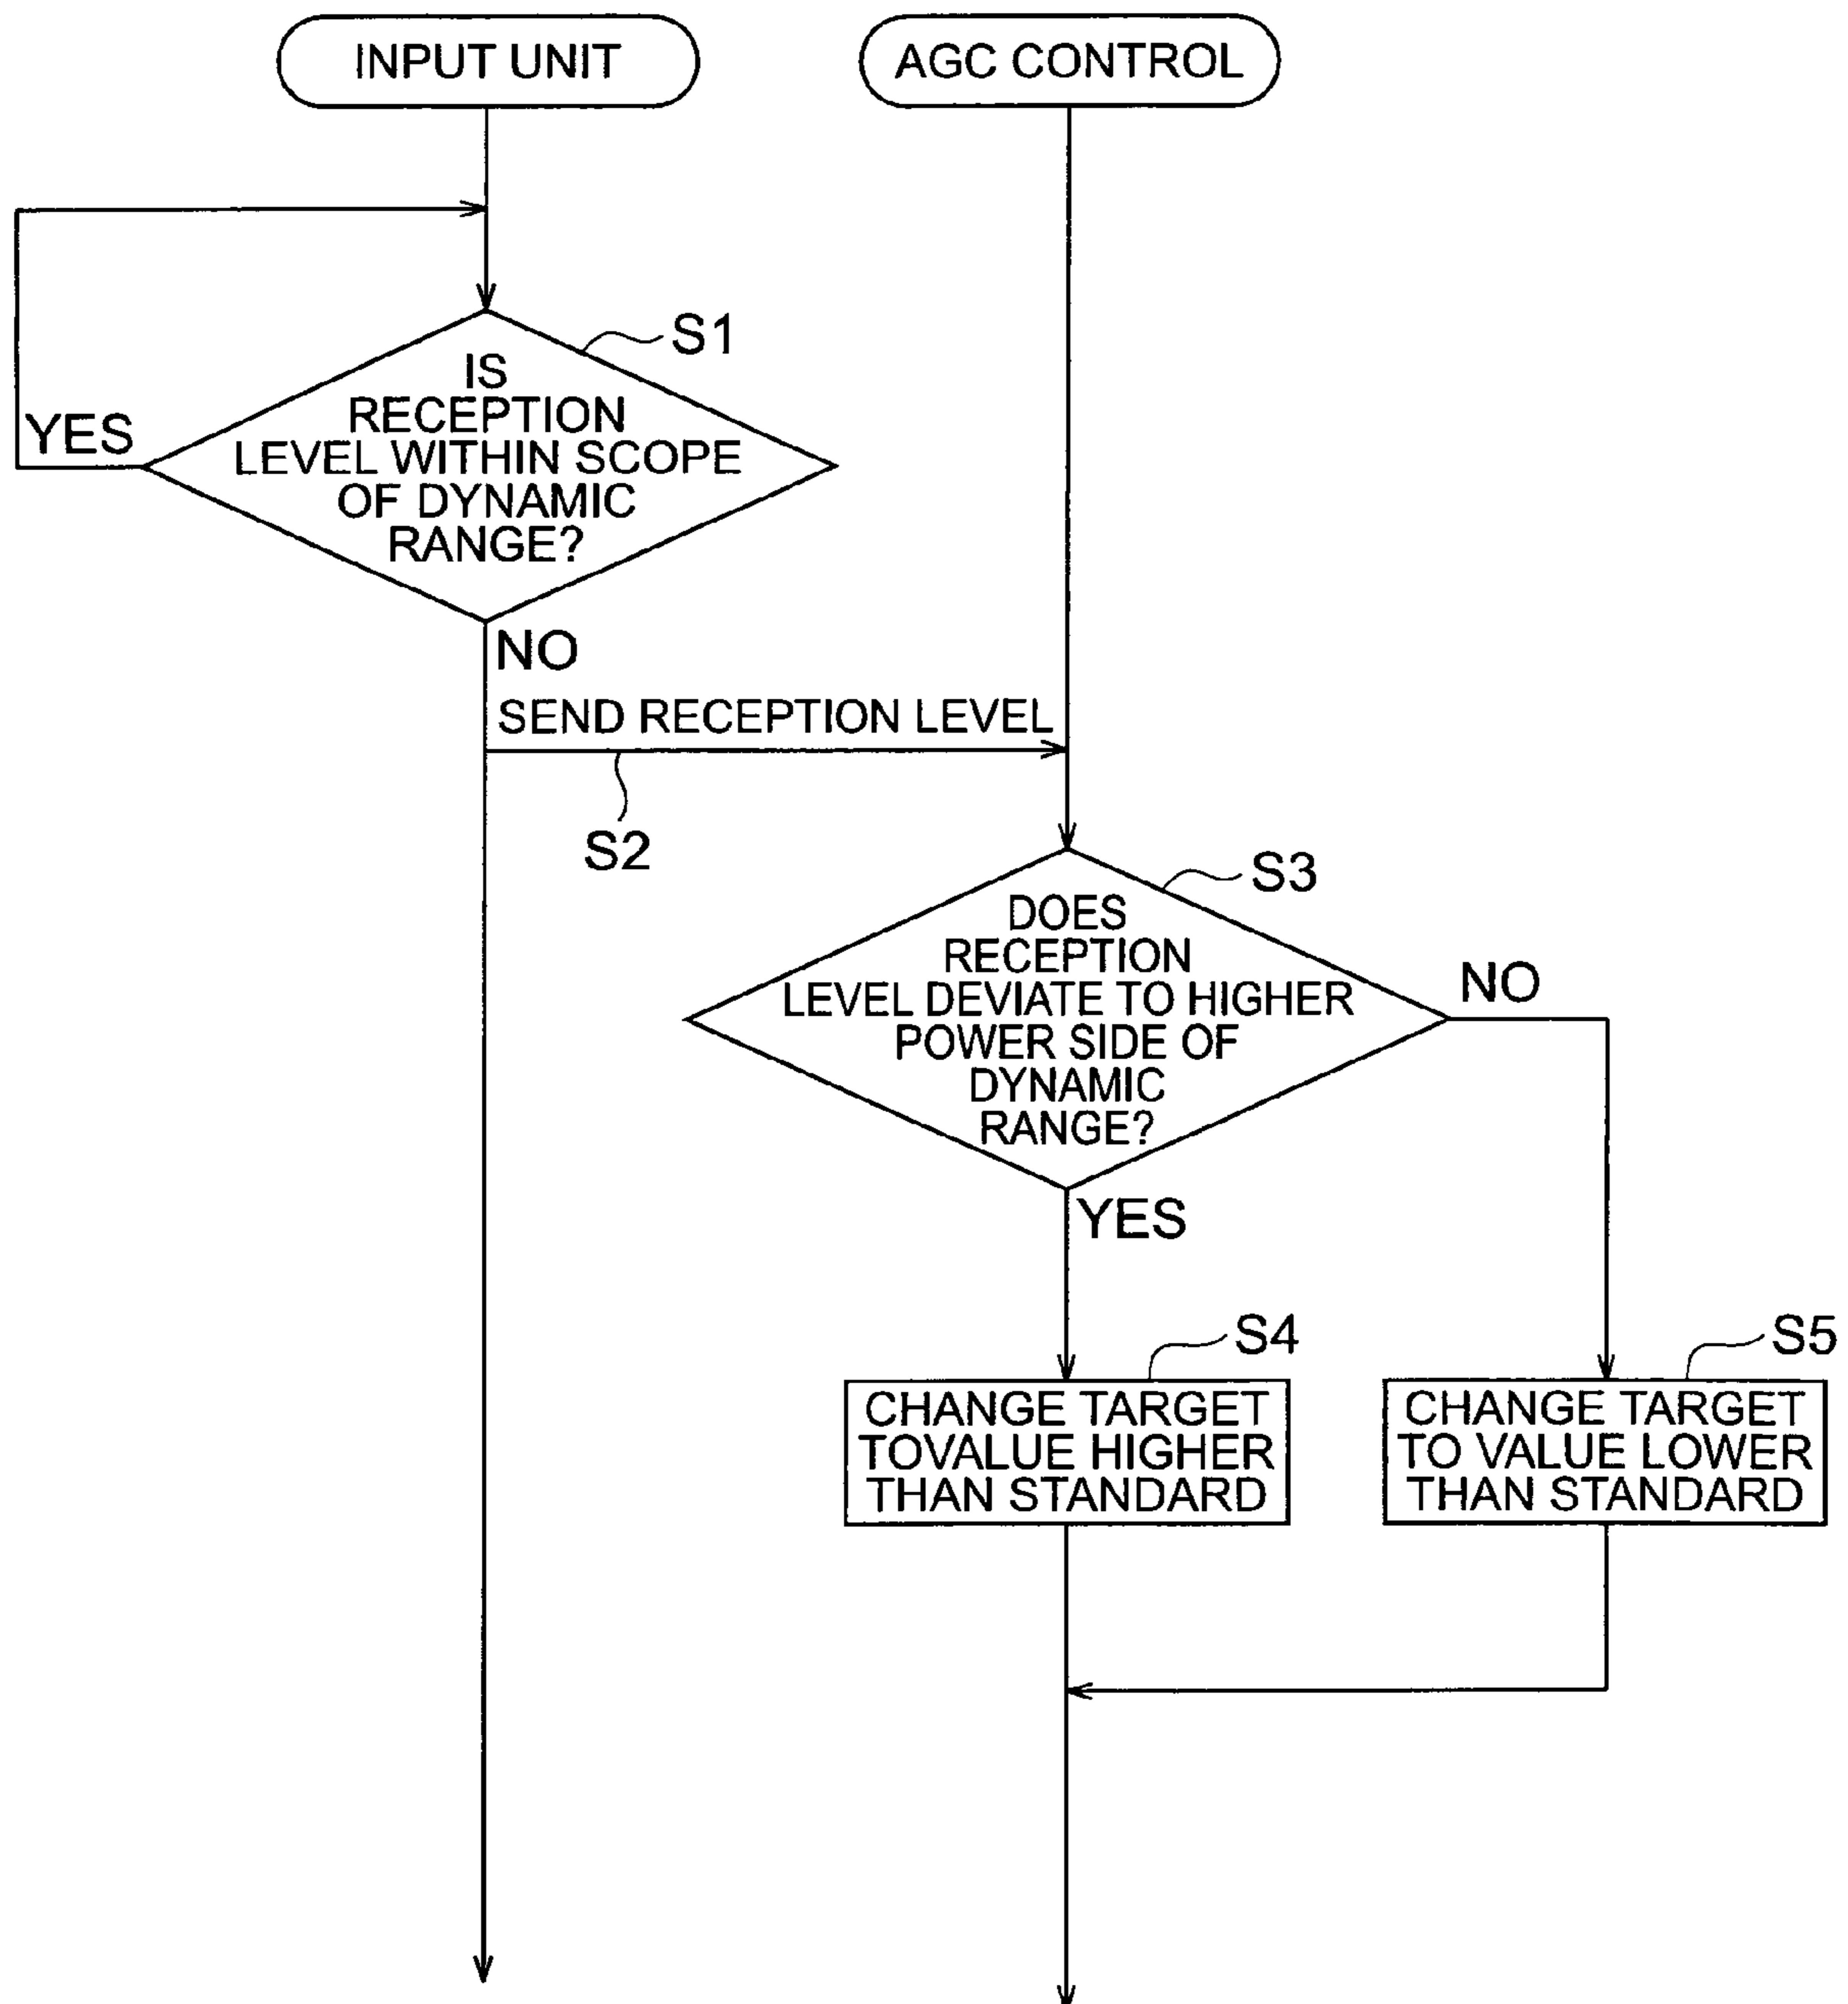 INPUT UNIT
AGC CONTROL
S1
IS
RECEPTION
LEVEL WITHIN SCOPE
OF DYNAMIC
RANGE?
YES
NO
SEND RECEPTION LEVEL
S2
S3
DOES
RECEPTION
LEVEL DEVIATE TO HIGHER
POWER SIDE OF
DYNAMIC
RANGE?
NO
YES
S4
CHANGE TARGET
TOVALUE HIGHER
THAN STANDARD
S5
CHANGE TARGET
TO VALUE LOWER
THAN STANDARD